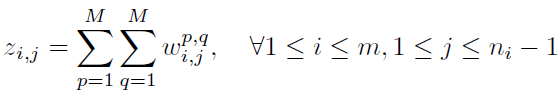 z_{i,j} = \sum_{p=1}^{M} \sum_{q=1}^{M} w_{i,j}^{p,q}, \quad \forall 1 \leq i \leq m, 1 \leq j \leq n_i - 1